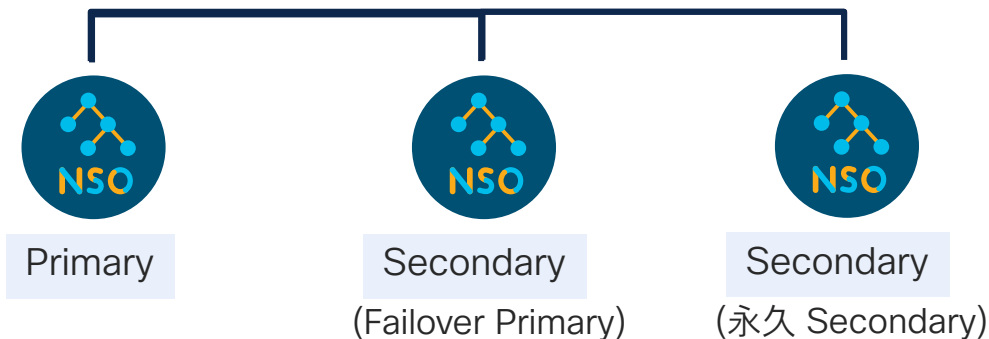 NSO
NSO
NSO
Primary
Secondary
Secondary
(Failover Primary)
(永久 Secondary)